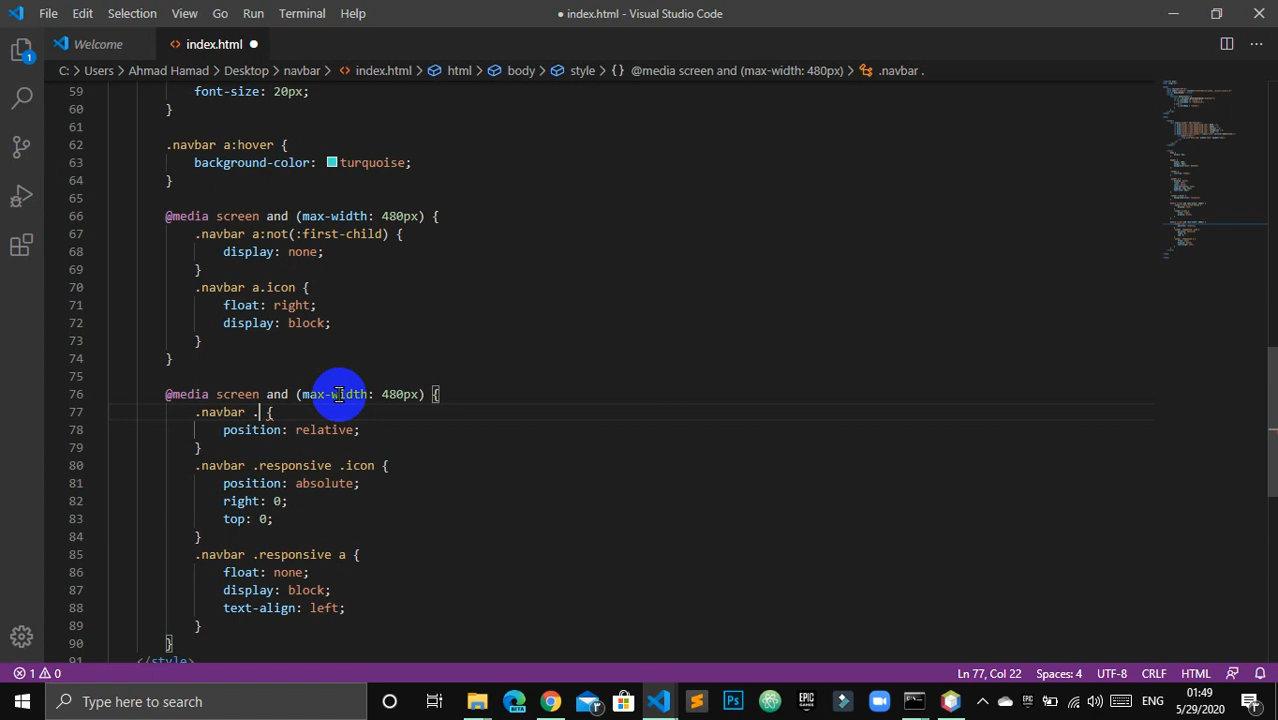 File Edit Selection View Go Run Terminal Help
● index.html - Visual Studio Code
Welcome
index.html
C: > Users > Ahmad Hamad > Desktop > navbar > index.html > html > body > style > {} @media screen and (max-width: 480px) > .navbar .
59 font-size: 20px;
60 }
61
62 .navbar a:hover {
63 background-color: turquoise;
64 }
65
66 @media screen and (max-width: 480px) {
67 .navbar a:not(:first-child) {
68 display: none;
69 }
70 .navbar a.icon {
71 float: right;
72 display: block;
73 }
74 }
75
76 @media screen and (max-width: 480px) {
77 .navbar . {
78 position: relative;
79 }
80 .navbar .responsive .icon {
81 position: absolute;
82 right: 0;
83 top: 0;
84 }
85 .navbar .responsive a {
86 float: none;
87 display: block;
88 text-align: left;
89 }
90 }
91 </style>
1
1 0
Ln 77, Col 22 Spaces: 4 UTF-8 CRLF HTML
Type here to search
ENG
01:49
5/29/2020